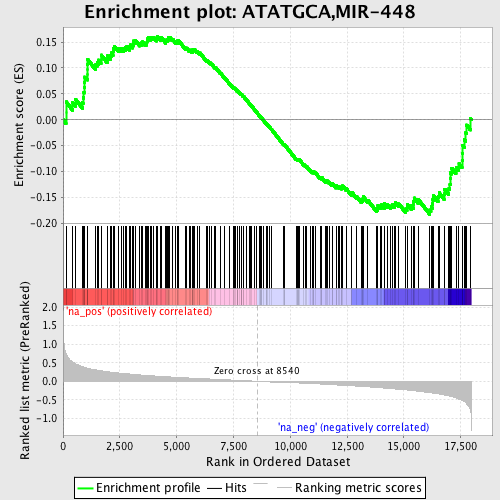 Enrichment plot: ATATGCA,MIR-448
Enrichment score (ES)
0.15
0.10
0.05
0.00
-0.05
-0.10
-0.15
-0.20
'na_pos' (positively correlated)
Ranked list metric (PreRanked)
2.0
1.5
1.0
0.5
0.0
-0.5
-1.0
Zero cross at 8540
'na_neg' (negatively correlated)
0
2,500
5,000
7,500
10,000
12,500
15,000
17,500
Rank in Ordered Dataset
Enrichment profile
Hits
Ranking metric scores